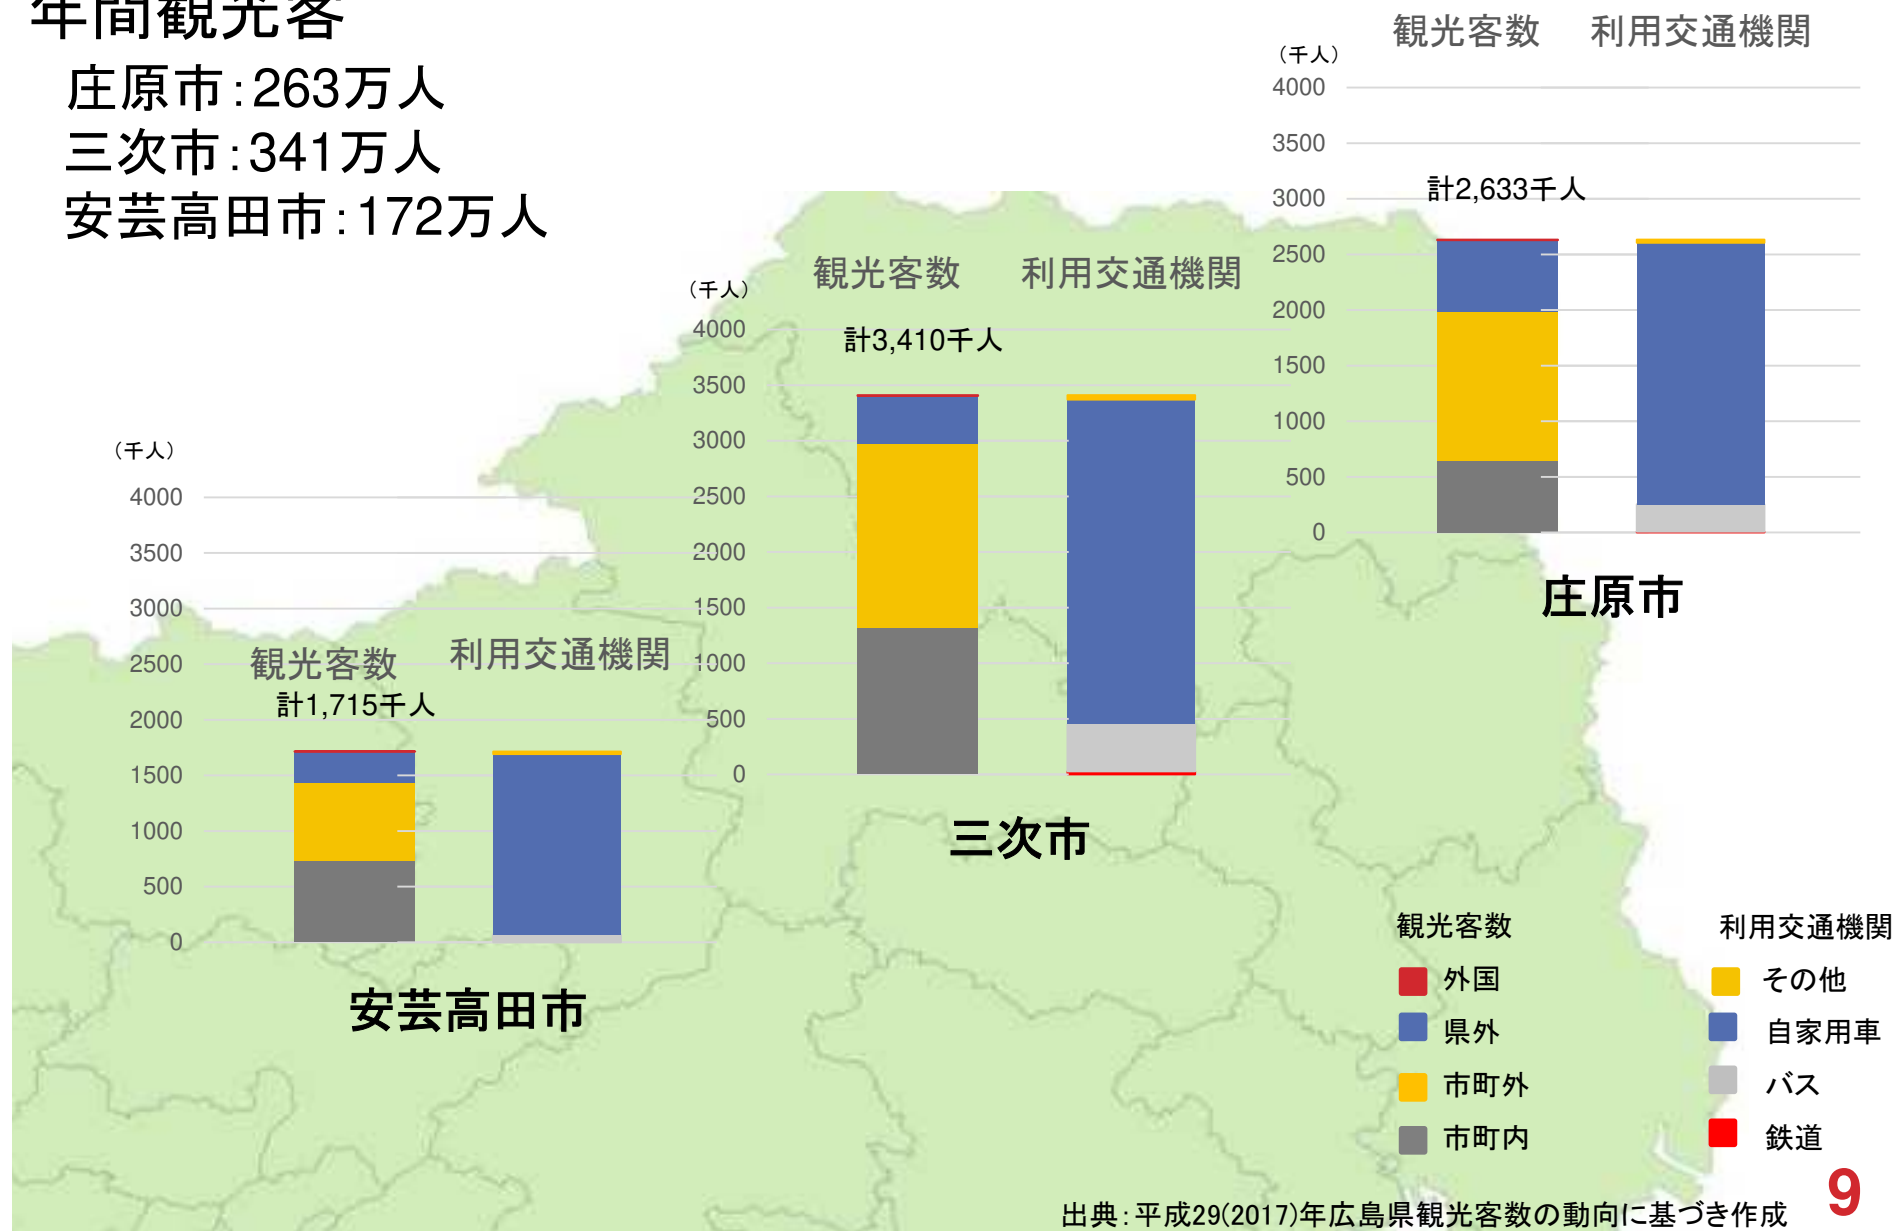 年間観光客
庄原市：263万人
三次市：341万人
安芸高田市：172万人
観光客数 利用交通機関
（千人）
4000
3500
3000
2500
2000
1500
1000
500
0
計2,633千人
庄原市
観光客数 利用交通機関
（千人）
4000
3500
3000
2500
2000
1500
1000
500
0
計3,410千人
三次市
（千人）
4000
3500
3000
2500
2000
1500
1000
500
0
観光客数 利用交通機関
計1,715千人
安芸高田市
観光客数
外国
県外
市町外
市町内
利用交通機関
その他
自家用車
バス
鉄道
出典：平成29(2017)年広島県観光客数の動向に基づき作成
9